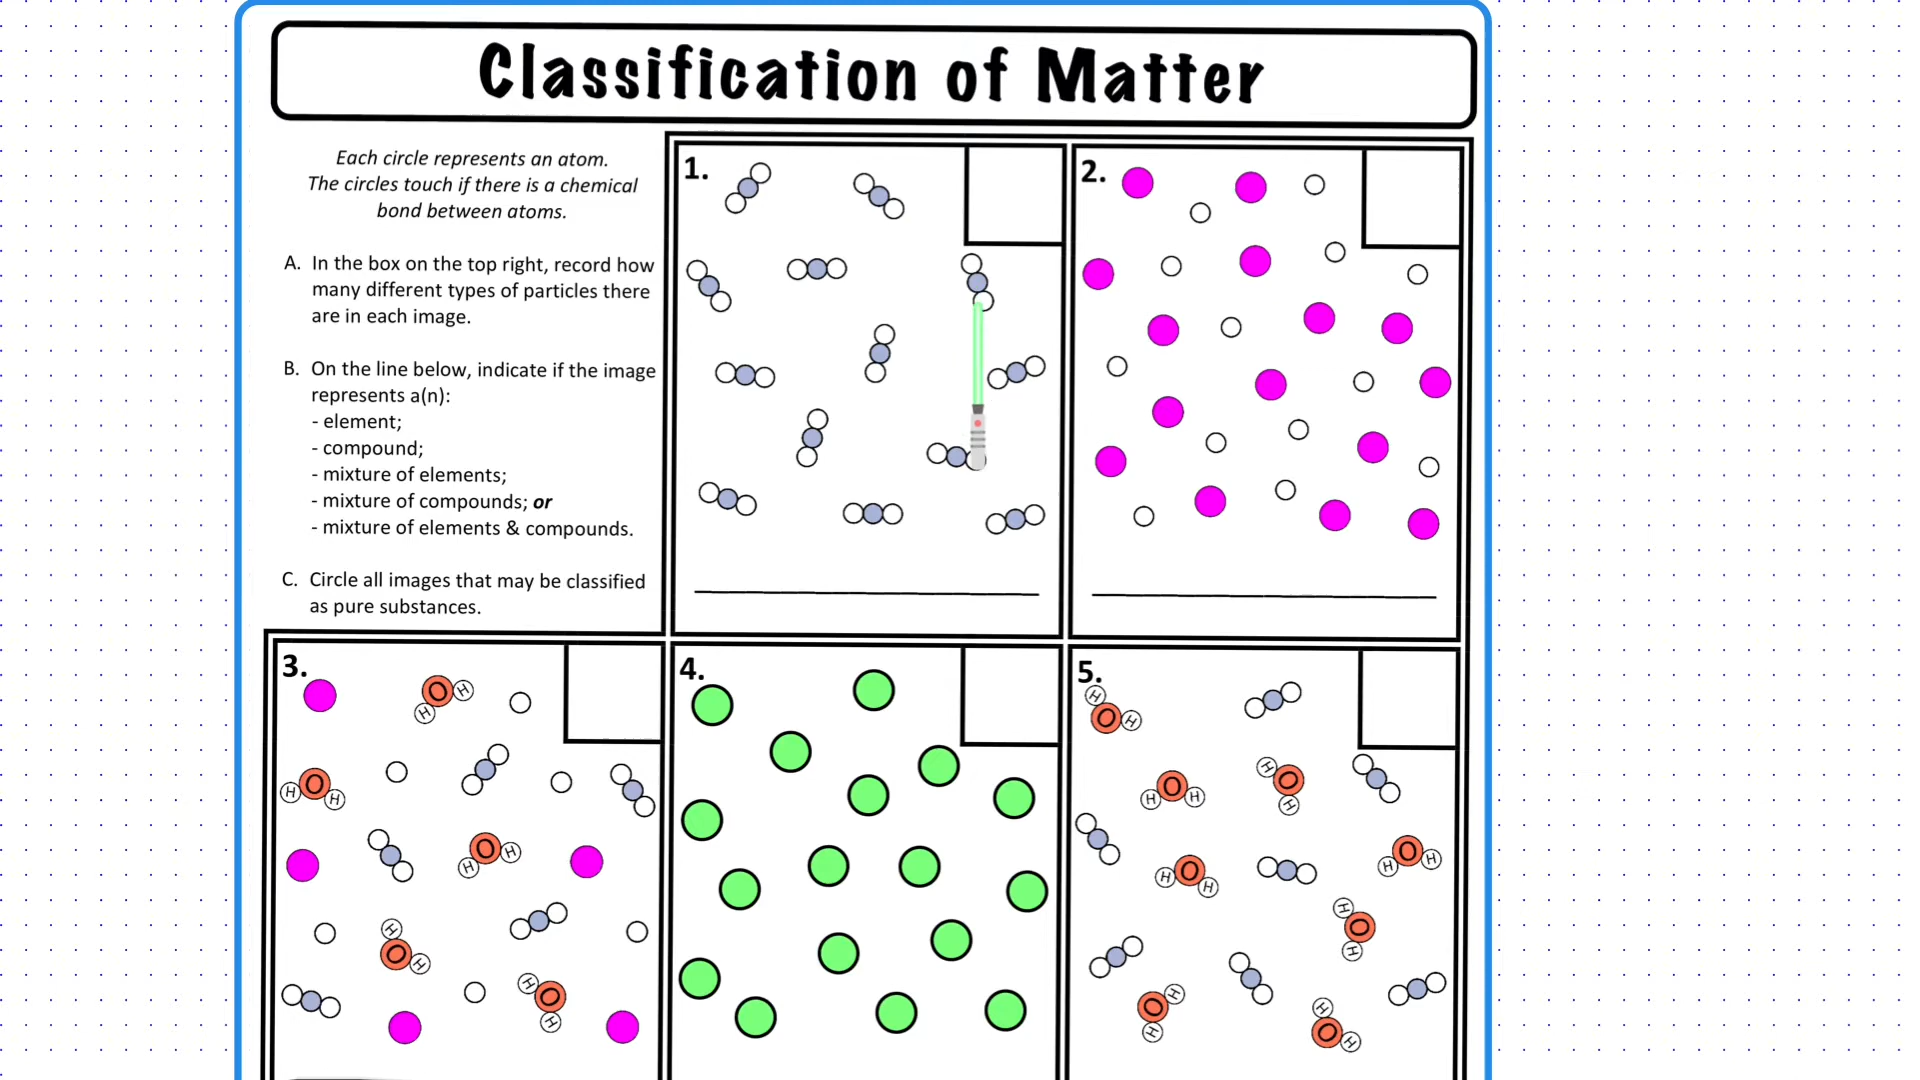 Classification of Matter
Each circle represents an atom.
The circles touch if there is a chemical
bond between atoms.
A. In the box on the top right, record how
many different types of particles there
are in each image.
B. On the line below, indicate if the image
represents a(n):
- element;
- compound;
- mixture of elements;
- mixture of compounds; or
- mixture of elements & compounds.
C. Circle all images that may be classified
as pure substances.
1.
2.
3.
O H
H
H O H
O H
H
H
O H
H O
H
4.
5.
H
O H
O
H H
H O
H
O
H H
O
H H
H
O
H
O H
H
H
O H